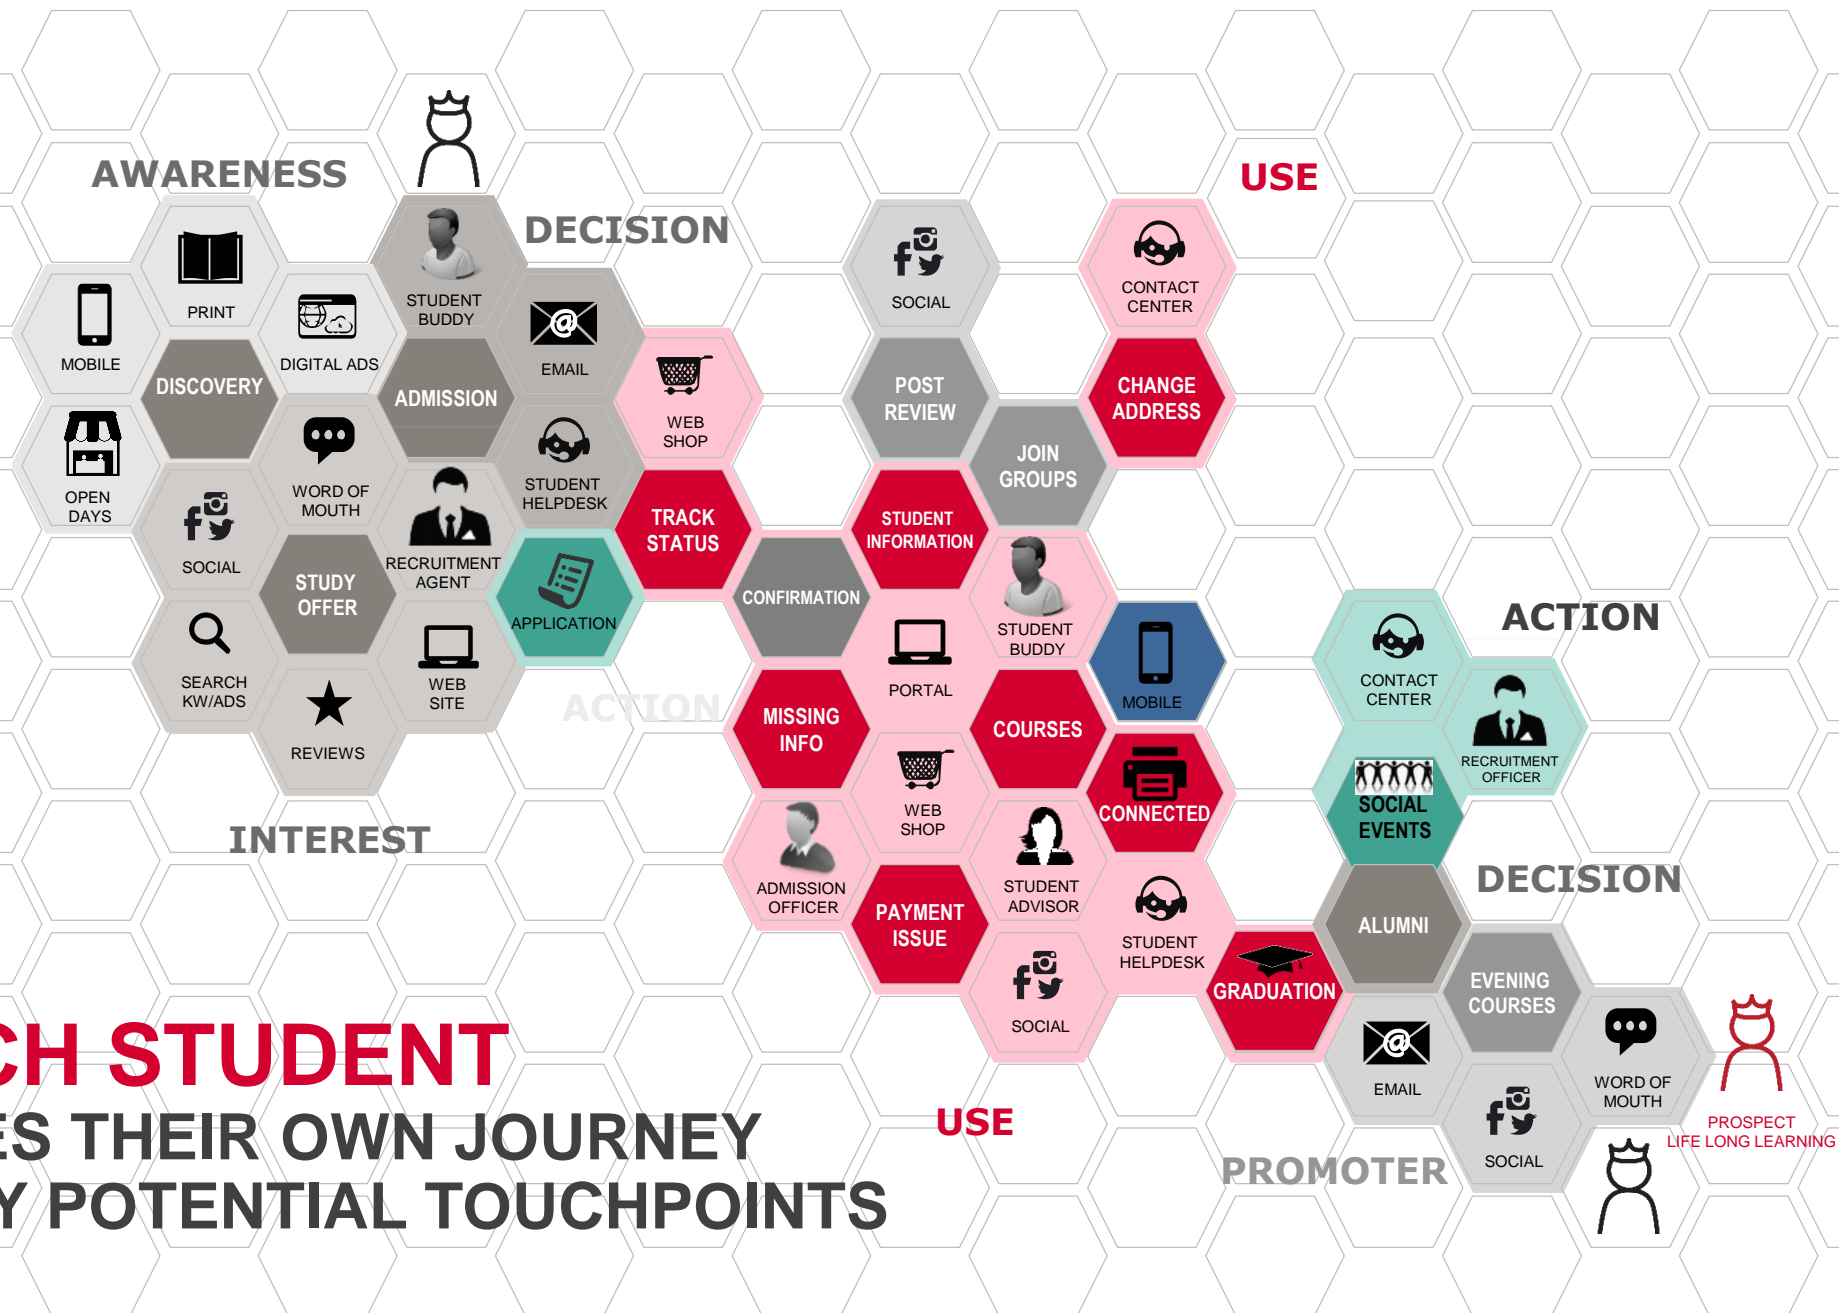 AWARENESS
DECISION
USE
PRINT
STUDENT
BUDDY
SOCIAL
CONTACT
CENTER
MOBILE
DIGITAL ADS
EMAIL
DISCOVERY
ADMISSION
WEB
SHOP
POST
REVIEW
CHANGE
ADDRESS
OPEN
DAYS
WORD OF
MOUTH
STUDENT
HELPDESK
JOIN
GROUPS
TRACK
STATUS
STUDENT
INFORMATION
SOCIAL
RECRUITMENT
AGENT
STUDY
OFFER
APPLICATION
CONFIRMATION
STUDENT
BUDDY
ACTION
SEARCH
KW/ADS
WEB
SITE
PORTAL
MOBILE
CONTACT
CENTER
ACTION
MISSING
INFO
COURSES
REVIEWS
RECRUITMENT
OFFICER
INTEREST
WEB
SHOP
CONNECTED
SOCIAL
EVENTS
DECISION
ADMISSION
OFFICER
STUDENT
ADVISOR
PAYMENT
ISSUE
ALUMNI
STUDENT
HELPDESK
GRADUATION
EVENING
COURSES
SOCIAL
EMAIL
WORD OF
MOUTH
PROSPECT
LIFE LONG LEARNING
USE
PROMOTER
SOCIAL
CH STUDENT
ES THEIR OWN JOURNEY
Y POTENTIAL TOUCHPOINTS